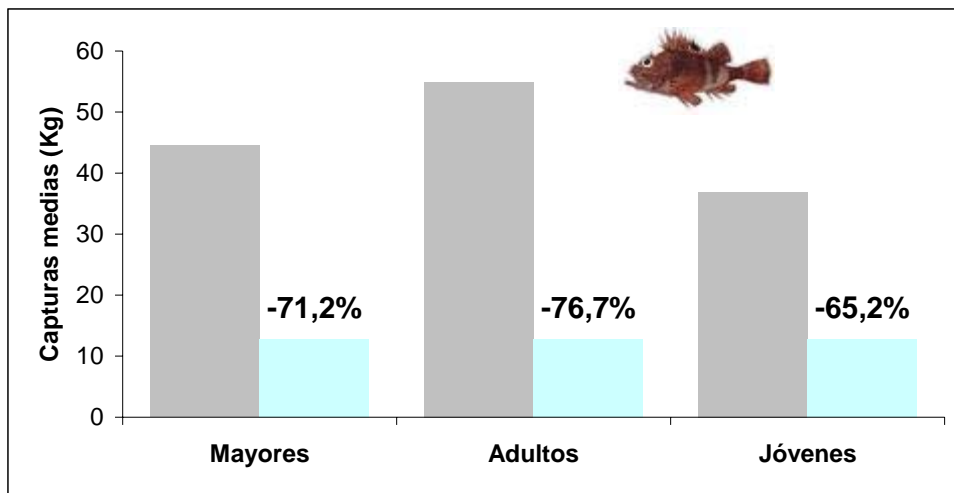 Capturas medias (Kg)
60
50
40
30
20
10
0
-71,2%
-76,7%
-65,2%
Mayores
Adultos
Jóvenes